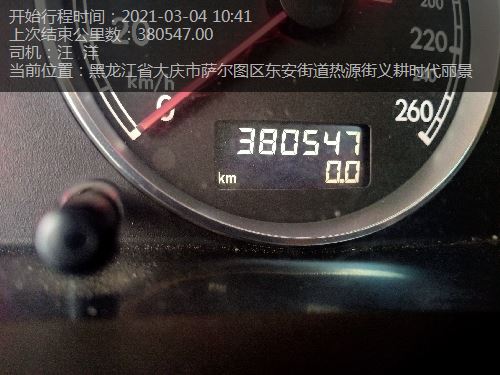 开始行程时间：2021-03-04 10:41
上次结束公里数：380547.00
司机：汪 洋
当前位置：黑龙江省大庆市萨尔图区东安街道热源街义耕时代丽景
20
200
220
km/h
0
260
380547
km 0.0